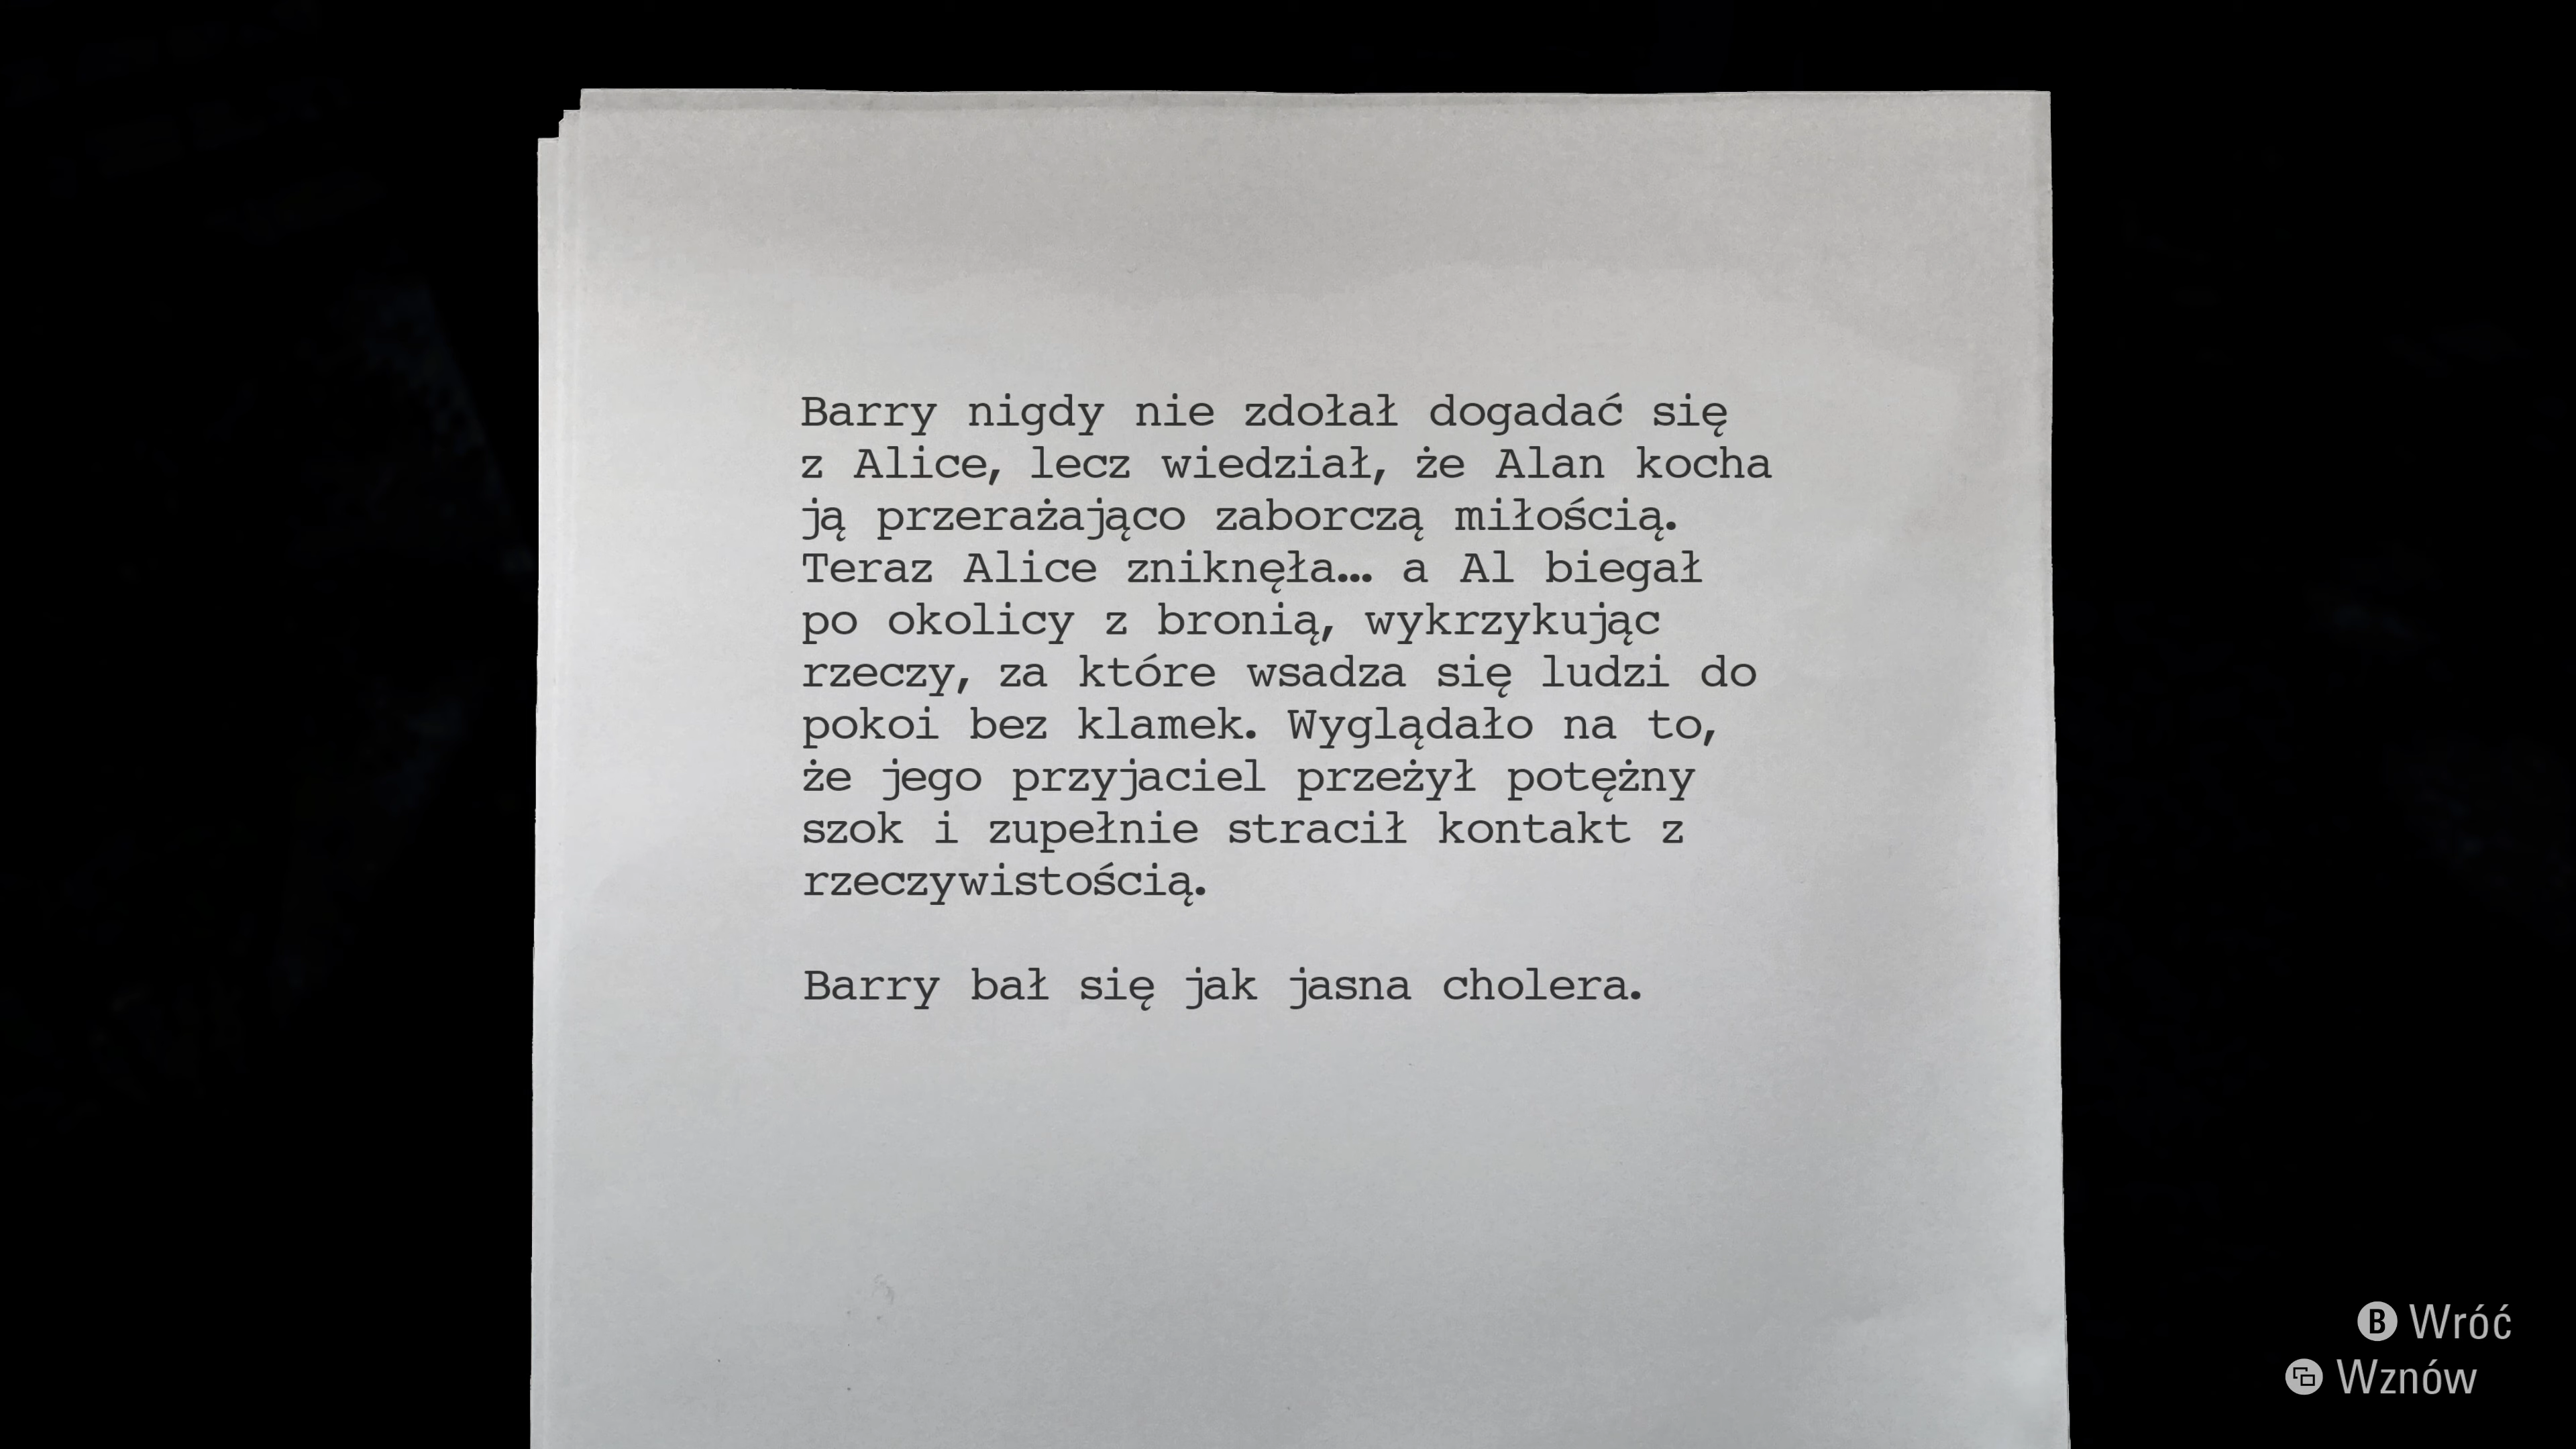 Barry nigdy nie zdołał dogadać się
z Alice, lecz wiedział, że Alan kocha
ją przerażająco zaborczą miłością.
Teraz Alice zniknęła… a Al biegał
po okolicy z bronią, wykrzykując
rzeczy, za które wsadza się ludzi do
pokoi bez klamek. Wyglądało na to,
że jego przyjaciel przeżył potężny
szok i zupełnie stracił kontakt z
rzeczywistością.
Barry bał się jak jasna cholera.
B Wróć
Wznów